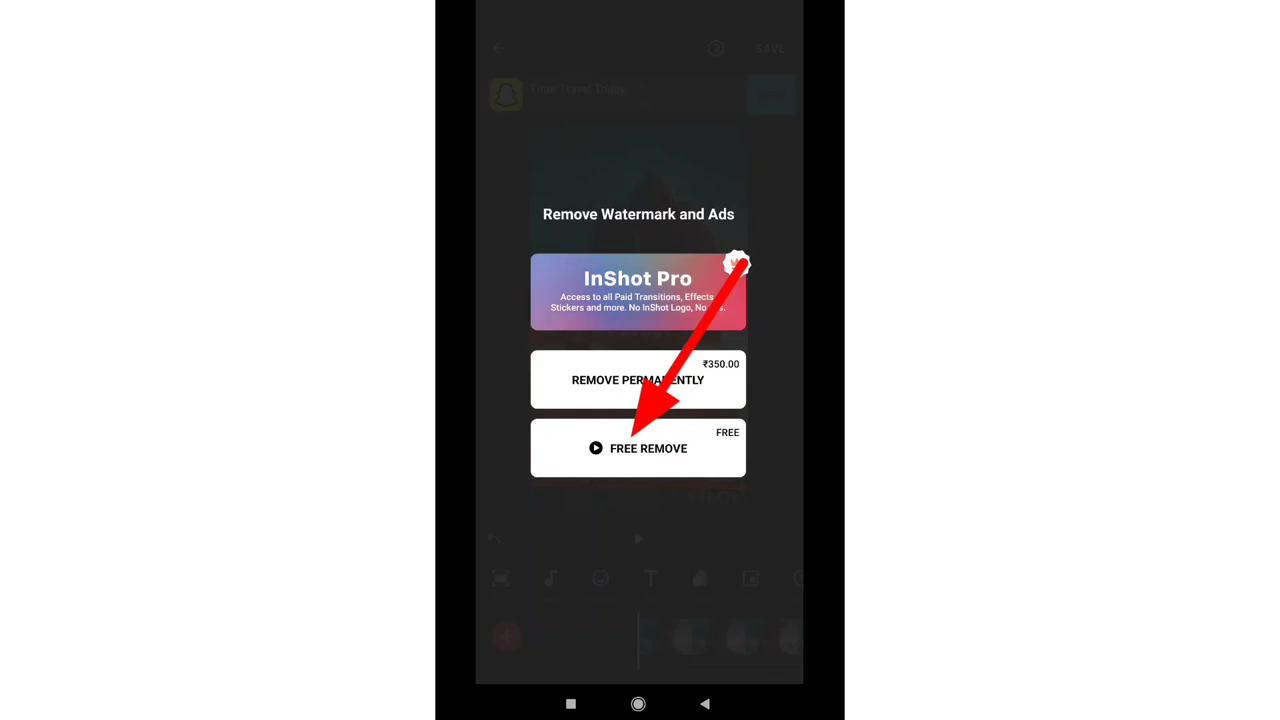 SAVE
Time Travel Today
Remove Watermark and Ads
InShot Pro
Access to all Paid Transitions, Effects
Stickers and more. No InShot Logo, No
₹350.00
REMOVE PERMANENTLY
FREE
FREE REMOVE